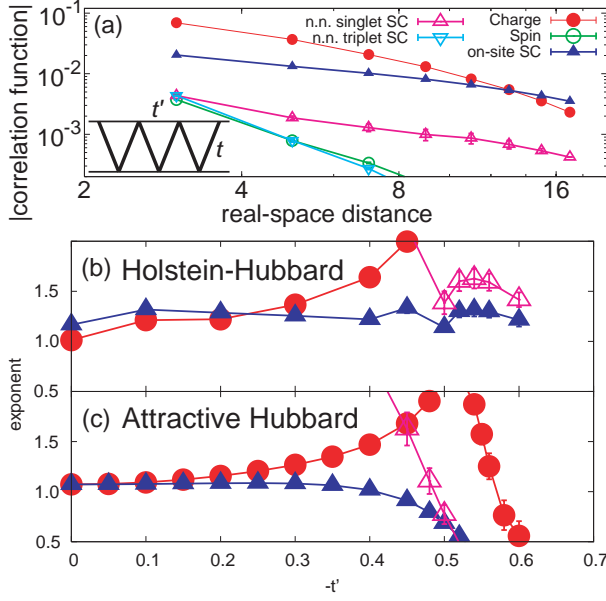 (a)
n.n. singlet SC
n.n. triplet SC
Charge
Spin
on-site SC
|correlation function|
10⁻¹
10⁻²
10⁻³
t'
t
2 4 8 16
real-space distance
(b) Holstein-Hubbard
1.5
1.0
0.5
exponent
(c) Attractive Hubbard
1.5
1.0
0.5
0 0.1 0.2 0.3 0.4 0.5 0.6 0.7
-t'